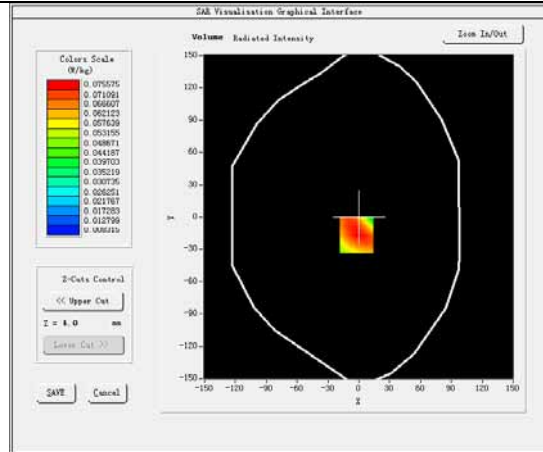 SAR Visualisation Graphical Interface
Volume Radiated Intensity
Zoom In/Out
Colors Scale
(W/kg)
0.075575
0.071091
0.066607
0.062123
0.057639
0.053155
0.048671
0.044187
0.039703
0.035219
0.030735
0.026251
0.021767
0.017283
0.012799
0.008315
Z-Cuts Control
<< Upper Cut
Z = 4.0 mm
Lower Cut >>
SAVE Cancel
150
120
90
60
30
0
-30
-60
-90
-120
-150
Y
-150 -120 -90 -60 -30 0 30 60 90 120 150